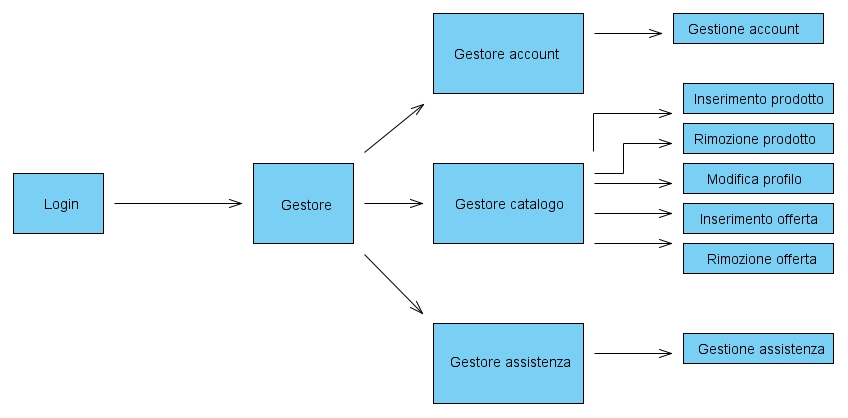 Login
Gestore
Gestore account
Gestore catalogo
Gestore assistenza
Gestione account
Inserimento prodotto
Rimozione prodotto
Modifica profilo
Inserimento offerta
Rimozione offerta
Gestione assistenza